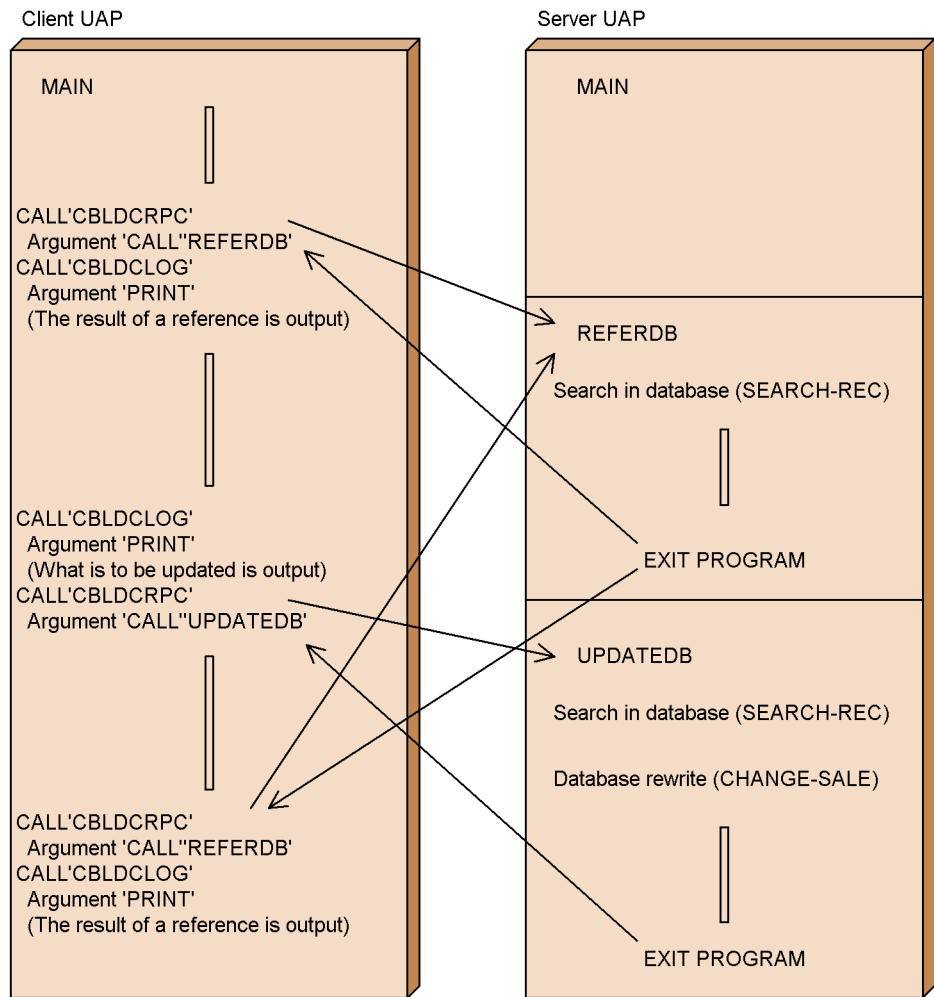 Client UAP
MAIN
CALL'CBLDCRPC'
Argument 'CALL''REFERDB'
CALL'CBLDCLOG'
Argument 'PRINT'
(The result of a reference is output)
CALL'CBLDCLOG'
Argument 'PRINT'
(What is to be updated is output)
CALL'CBLDCRPC'
Argument 'CALL''UPDATEDB'
CALL'CBLDCRPC'
Argument 'CALL''REFERDB'
CALL'CBLDCLOG'
Argument 'PRINT'
(The result of a reference is output)
Server UAP
MAIN
REFERDB
Search in database (SEARCH-REC)
EXIT PROGRAM
UPDATEDB
Search in database (SEARCH-REC)
Database rewrite (CHANGE-SALE)
EXIT PROGRAM